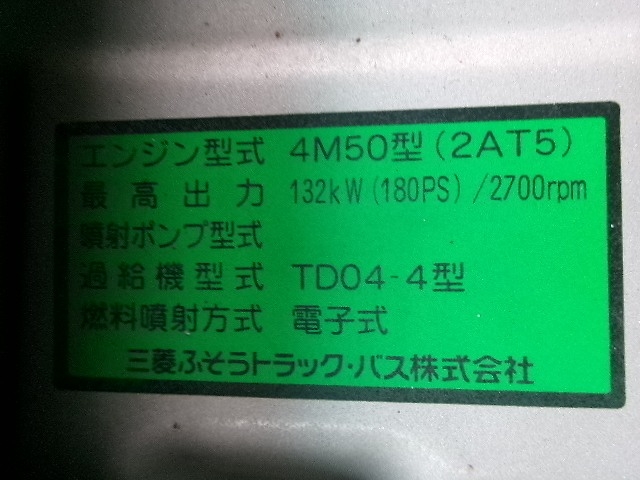 エンジン型式 4M50型(2AT5)
最高出力 132kW(180PS)/2700rpm
噴射ポンプ型式
過給機型式 TD04-4型
燃料噴射方式 電子式
三菱ふそうトラック・バス株式会社